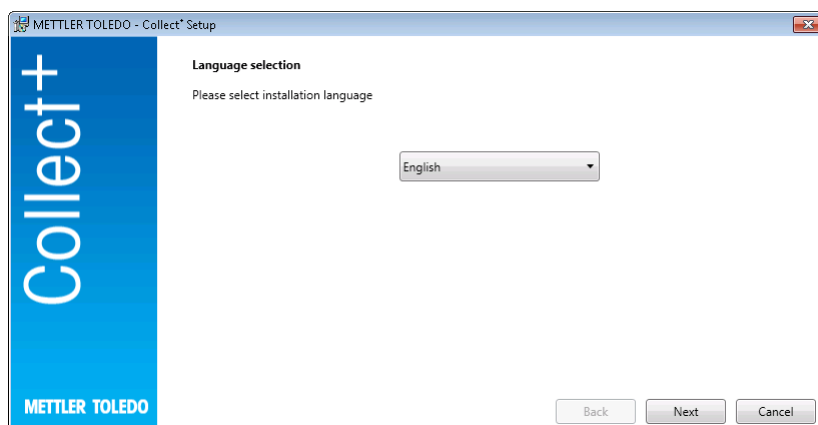 METTLER TOLEDO - Collect⁺ Setup
Collect+
Language selection
Please select installation language
English
METTLER TOLEDO
Back
Next
Cancel